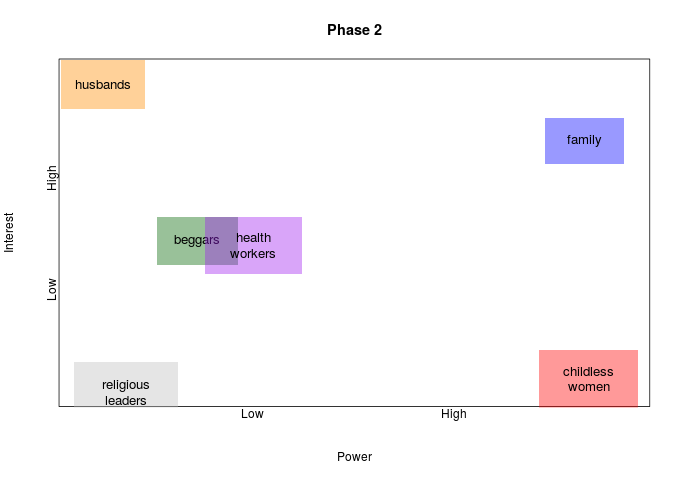 Phase 2
husbands
family
High
Interest
beggars
health
workers
Low
childless
women
religious
leaders
Low
High
Power